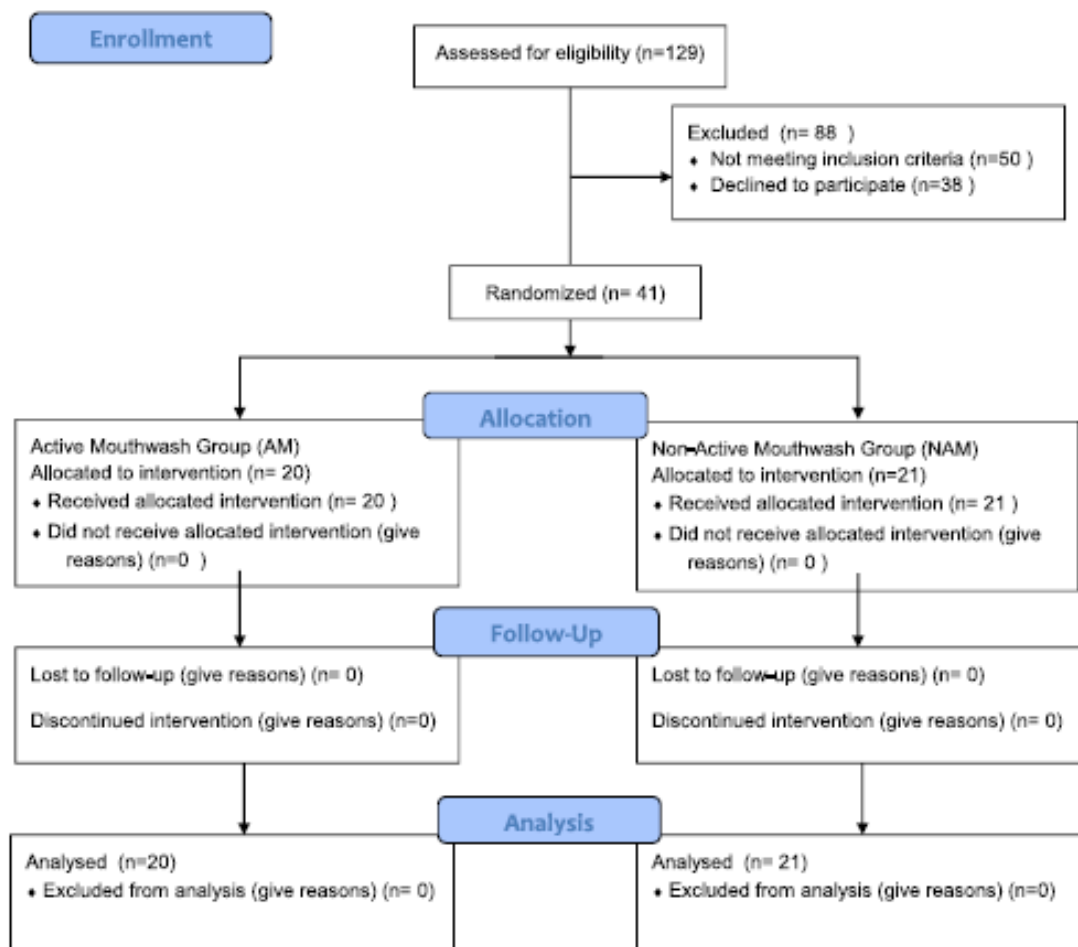 Enrollment
Assessed for eligibility (n=129)
Excluded (n= 88 )
♦ Not meeting inclusion criteria (n=50 )
♦ Declined to participate (n=38 )
Randomized (n= 41)
Allocation
Active Mouthwash Group (AM)
Allocated to intervention (n= 20)
♦ Received allocated intervention (n= 20 )
♦ Did not receive allocated intervention (give
reasons) (n=0 )
Non-Active Mouthwash Group (NAM)
Allocated to intervention (n=21)
♦ Received allocated intervention (n= 21 )
♦ Did not receive allocated intervention (give
reasons) (n= 0 )
Follow-Up
Lost to follow-up (give reasons) (n= 0)
Discontinued intervention (give reasons) (n=0)
Lost to follow-up (give reasons) (n= 0)
Discontinued intervention (give reasons) (n= 0)
Analysis
Analysed (n=20)
♦ Excluded from analysis (give reasons) (n= 0)
Analysed (n= 21)
♦ Excluded from analysis (give reasons) (n=0)